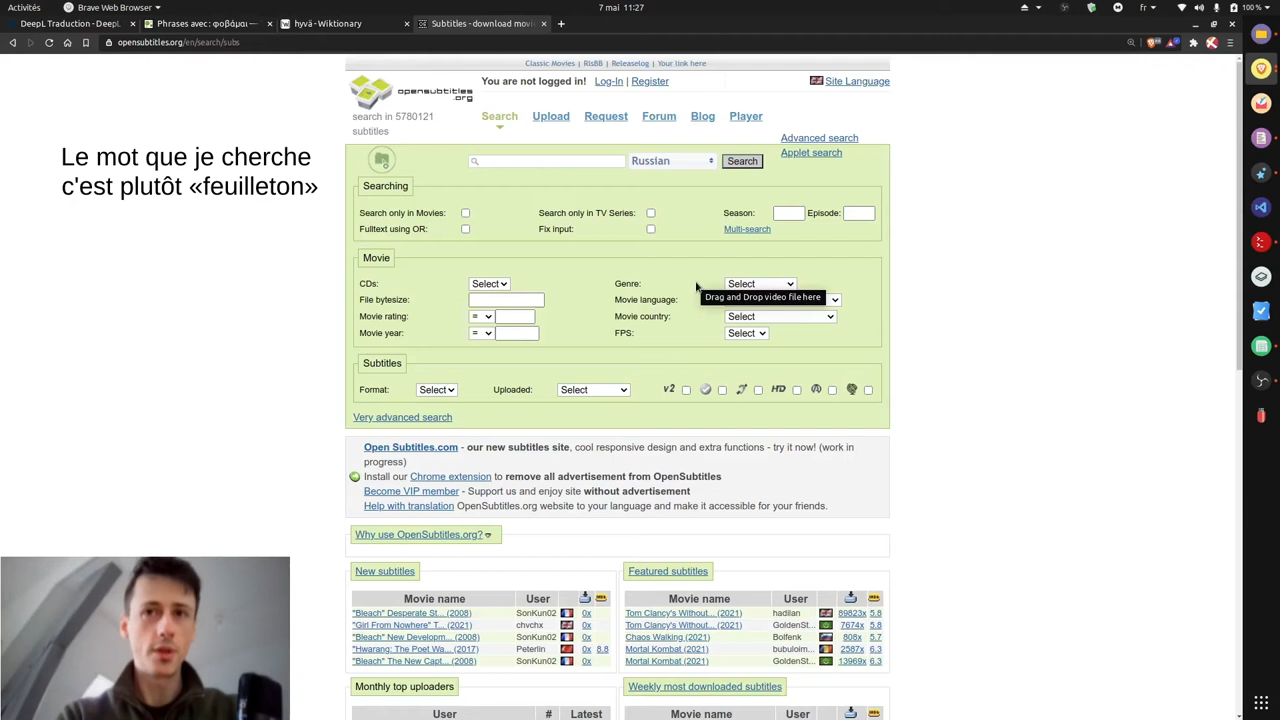 Activités
Brave Web Browser
7 mai 11:27
100 %
DeepL Traduction - DeepL
Phrases avec: φοβάμαι —
hyvä - Wiktionary
Subtitles - download movi
opensubtitles.org/en/search/subs
Classic Movies | RlsBB | Releaselog | Your link here
You are not logged in! Log-In | Register
Site Language
opensubtitles.org
search in 5780121
subtitles
Search Upload Request Forum Blog Player
Advanced search
Applet search
Le mot que je cherche
c'est plutôt «feuilleton»
Russian Search
Searching
Search only in Movies: Search only in TV Series: Season: Episode:
Fulltext using OR: Fix input: Multi-search
Movie
CDs: Select Genre: Select
Drag and Drop video file here
File bytesize: Movie language:
Movie rating: = Movie country: Select
Movie year: = FPS: Select
Subtitles
Format: Select Uploaded: Select v2 HD
Very advanced search
Open Subtitles.com - our new subtitles site, cool responsive design and extra functions - try it now! (work in
progress)
Install our Chrome extension to remove all advertisement from OpenSubtitles
Become VIP member - Support us and enjoy site without advertisement
Help with translation OpenSubtitles.org website to your language and make it accessible for your friends.
Why use OpenSubtitles.org?
New subtitles
Movie name User
"Bleach" Desperate St... (2008) SonKun02 0x
"Girl From Nowhere" T... (2021) chvchx 0x
"Bleach" New Developm... (2008) SonKun02 0x
"Hwarang: The Poet Wa... (2017) Peterlin 0x 8.8
"Bleach" The New Capt... (2008) SonKun02 0x
Featured subtitles
Movie name User
Tom Clancy's Without... (2021) hadilan 89823x 5.8
Tom Clancy's Without... (2021) GoldenSt... 7674x 5.8
Chaos Walking (2021) Bolfenk 808x 5.7
Mortal Kombat (2021) bubuloim... 2587x 6.3
Mortal Kombat (2021) GoldenSt... 13969x 6.3
Monthly top uploaders
User # Latest
Weekly most downloaded subtitles
Movie name User